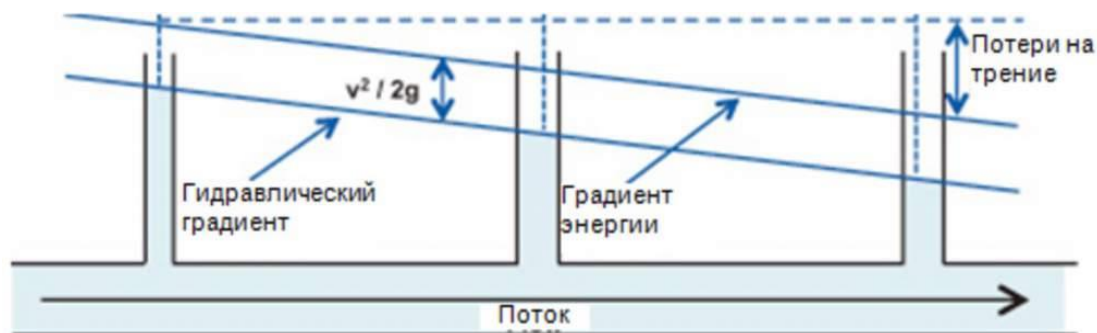 Потери на
трение
v² / 2g
Гидравлический
градиент
Градиент
энергии
Поток